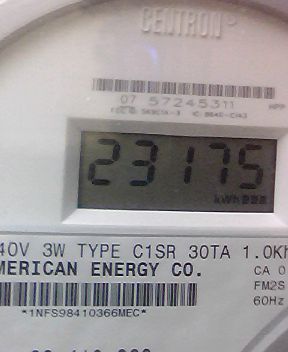 CENTRON
07 57245311
23175
kWh
40V 3W TYPE C1SR 30TA 1.0Kh
MERICAN ENERGY CO.
CA 0
FM2S
60Hz
*1NFS98410366MEC*